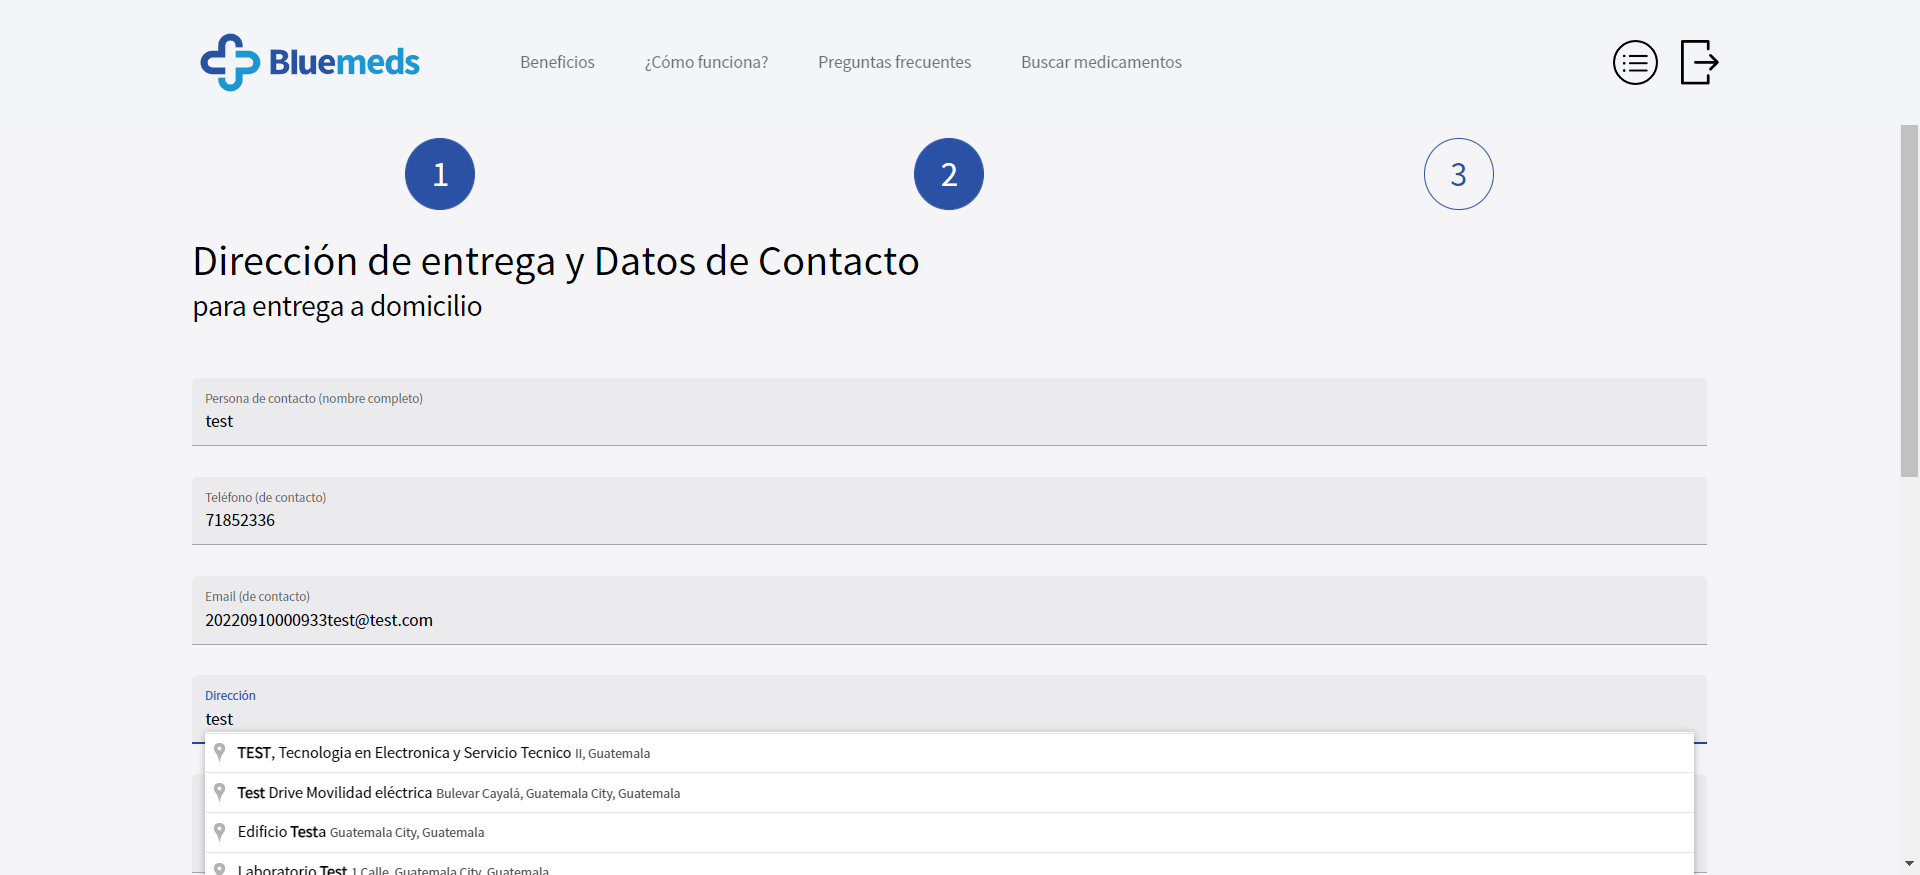 Bluemeds
Beneficios
¿Cómo funciona?
Preguntas frecuentes
Buscar medicamentos
1
2
3
Dirección de entrega y Datos de Contacto
para entrega a domicilio
Persona de contacto (nombre completo)
test
Teléfono (de contacto)
71852336
Email (de contacto)
20220910000933test@test.com
Dirección
test
TEST, Tecnologia en Electronica y Servicio Tecnico II, Guatemala
Test Drive Movilidad eléctrica Bulevar Cayalá, Guatemala City, Guatemala
Edificio Testa Guatemala City, Guatemala
Laboratorio Test 1 Calle, Guatemala City, Guatemala